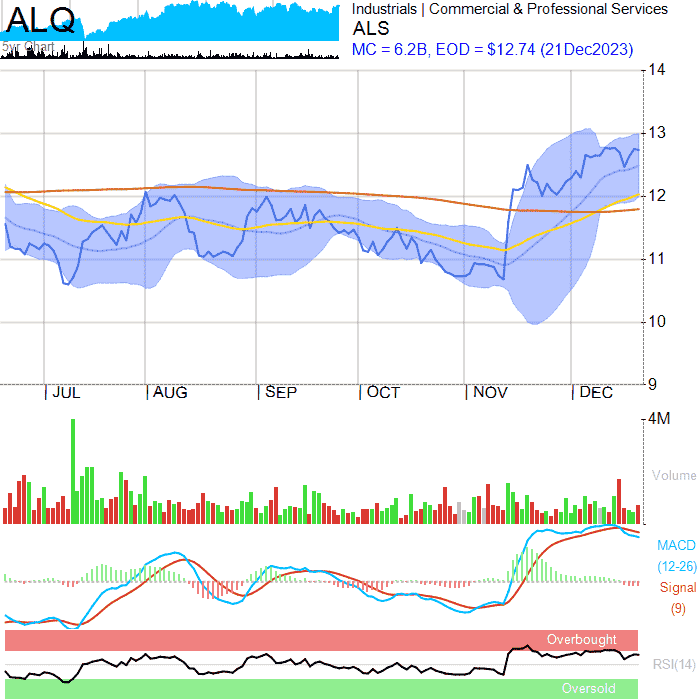 ALQ
5yr Chart
Industrials | Commercial & Professional Services
ALS
MC = 6.2B, EOD = $12.74 (21Dec2023)
14
13
12
11
10
9
JUL AUG SEP OCT NOV DEC
4M
Volume
MACD
(12-26)
Signal
(9)
Overbought
RSI(14)
Oversold